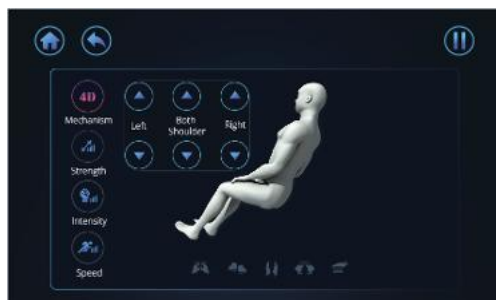 4D
Mechanism
Left
Both
Shoulder
Right
Strength
Intensity
Speed